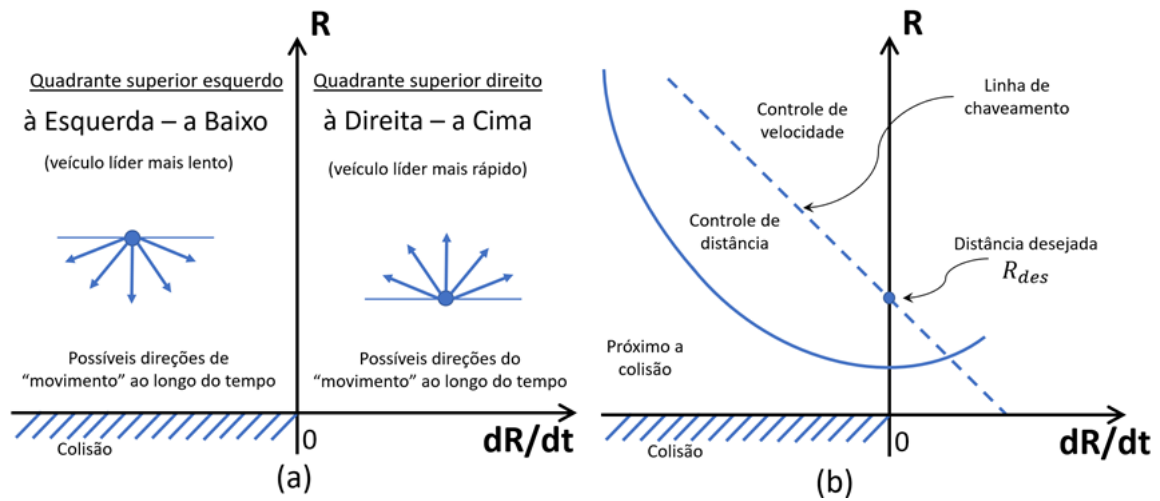 R
Quadrante superior esquerdo
à Esquerda – a Baixo
(veículo líder mais lento)
Quadrante superior direito
à Direita – a Cima
(veículo líder mais rápido)
Possíveis direções de
“movimento” ao longo do tempo
Possíveis direções do
“movimento” ao longo do tempo
Colisão
0
dR/dt
(a)
R
Controle de
velocidade
Linha de
chaveamento
Controle de
distância
Distância desejada
R_des
Próximo a
colisão
Colisão
0
dR/dt
(b)